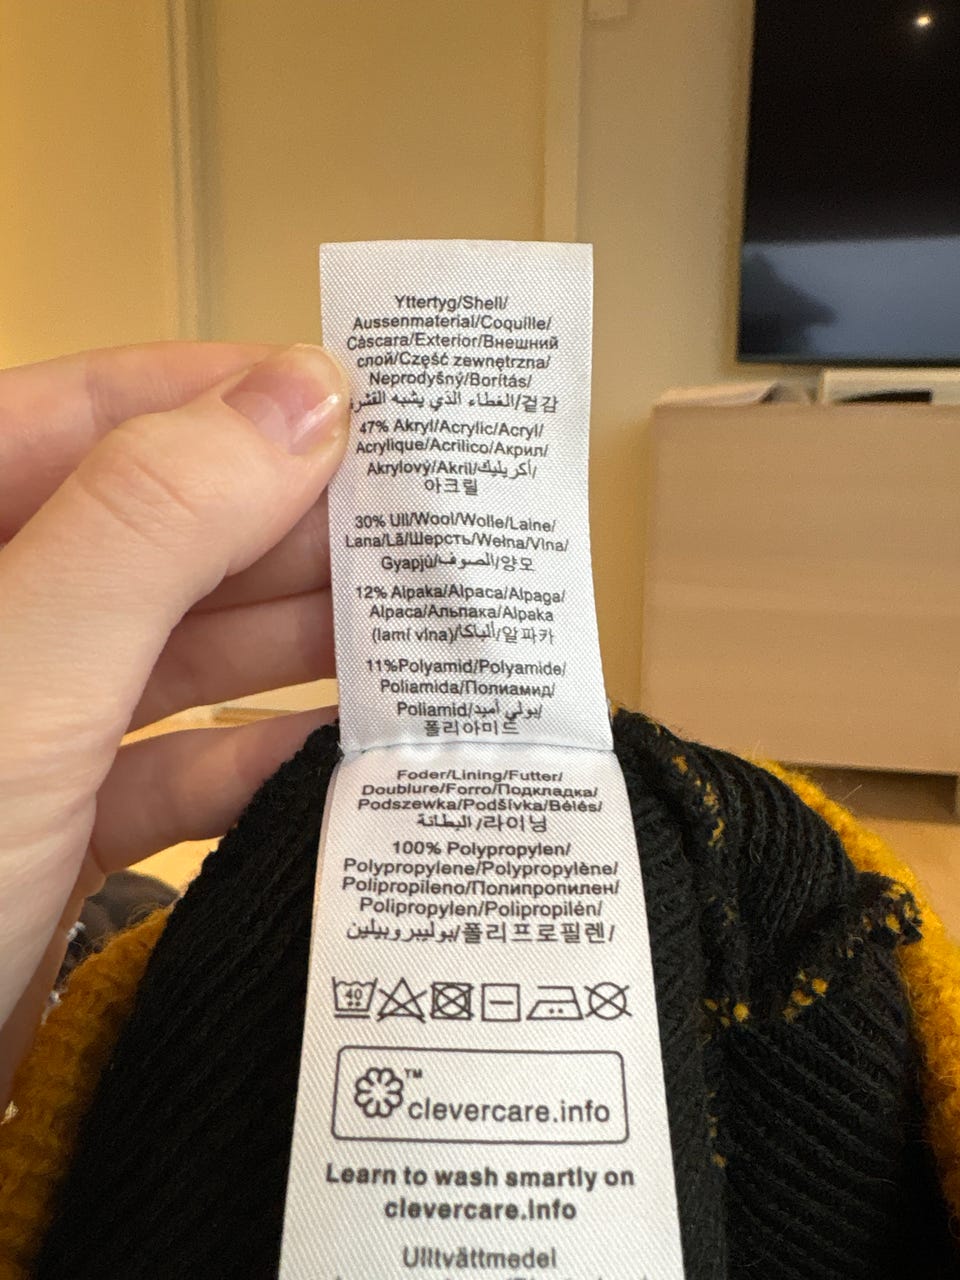 Yttertyg/Shell/
Aussenmaterial/Coquille/
Cáscara/Exterior/Внешний
слой/Część zewnętrzna/
Neprodyšný/Borítás/
الغطاء الذي يشبه القشرة/겉감
47% Akryl/Acrylic/Acryl/
Acrylique/Acrílico/Акрил/
Akrylový/Akril/أكريليك/
아크릴
30% Ull/Wool/Wolle/Laine/
Lana/Lã/Шерсть/Wełna/Vlna/
Gyapjú/الصوف/양모
12% Alpaka/Alpaca/Alpaga/
Alpaca/Альпака/Alpaka
(lamí vlna)/ألباكا/알파카
11%Polyamid/Polyamide/
Poliamida/Полиамид/
Poliamid/بولي أميد/
폴리아미드
Foder/Lining/Futter/
Doublure/Forro/Подкладка/
Podszewka/Podšívka/Bélés/
البطانة/라이닝
100% Polypropylen/
Polypropylene/Polypropylène/
Polipropileno/Полипропилен/
Polipropylen/Polipropilén/
بوليبروبيلين/폴리프로필렌/
40
™
clevercare.info
Learn to wash smartly on
clevercare.info
Ulltvättmedel